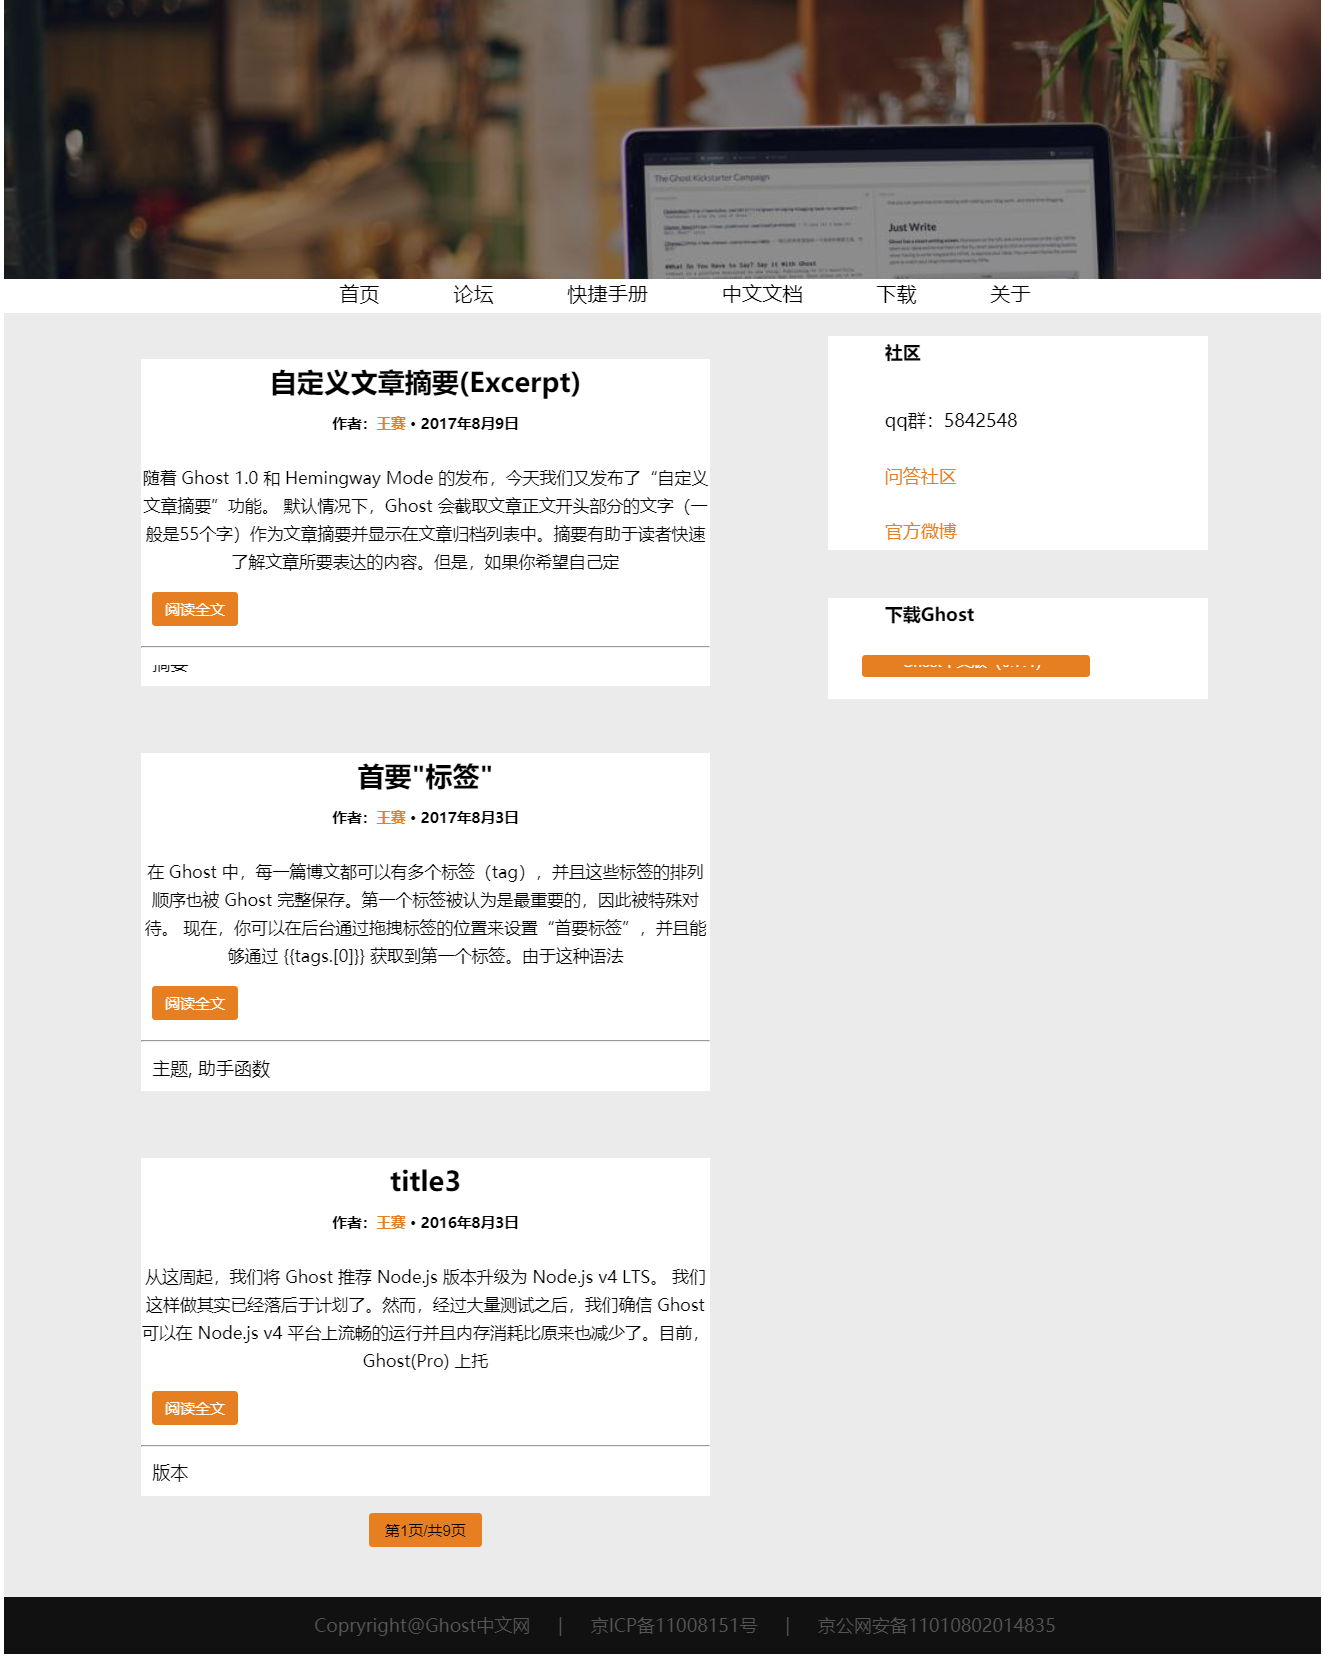 The Ghost Kickstarter Campaign
Just Write
#What Do You Have to Say? Say it With Ghost
首页 论坛 快捷手册 中文文档 下载 关于
自定义文章摘要(Excerpt)
作者：王赛 • 2017年8月9日
随着 Ghost 1.0 和 Hemingway Mode 的发布，今天我们又发布了“自定义
文章摘要”功能。 默认情况下，Ghost 会截取文章正文开头部分的文字（一
般是55个字）作为文章摘要并显示在文章归档列表中。摘要有助于读者快速
了解文章所要表达的内容。但是，如果你希望自己定
阅读全文
摘要
首要"标签"
作者：王赛 • 2017年8月3日
在 Ghost 中，每一篇博文都可以有多个标签（tag），并且这些标签的排列
顺序也被 Ghost 完整保存。第一个标签被认为是最重要的，因此被特殊对
待。 现在，你可以在后台通过拖拽标签的位置来设置“首要标签”，并且能
够通过 {{tags.[0]}} 获取到第一个标签。由于这种语法
阅读全文
主题, 助手函数
title3
作者：王赛 • 2016年8月3日
从这周起，我们将 Ghost 推荐 Node.js 版本升级为 Node.js v4 LTS。 我们
这样做其实已经落后于计划了。然而，经过大量测试之后，我们确信 Ghost
可以在 Node.js v4 平台上流畅的运行并且内存消耗比原来也减少了。目前，
Ghost(Pro) 上托
阅读全文
版本
第1页/共9页
社区
qq群：5842548
问答社区
官方微博
下载Ghost
Copryright@Ghost中文网 | 京ICP备11008151号 | 京公网安备11010802014835